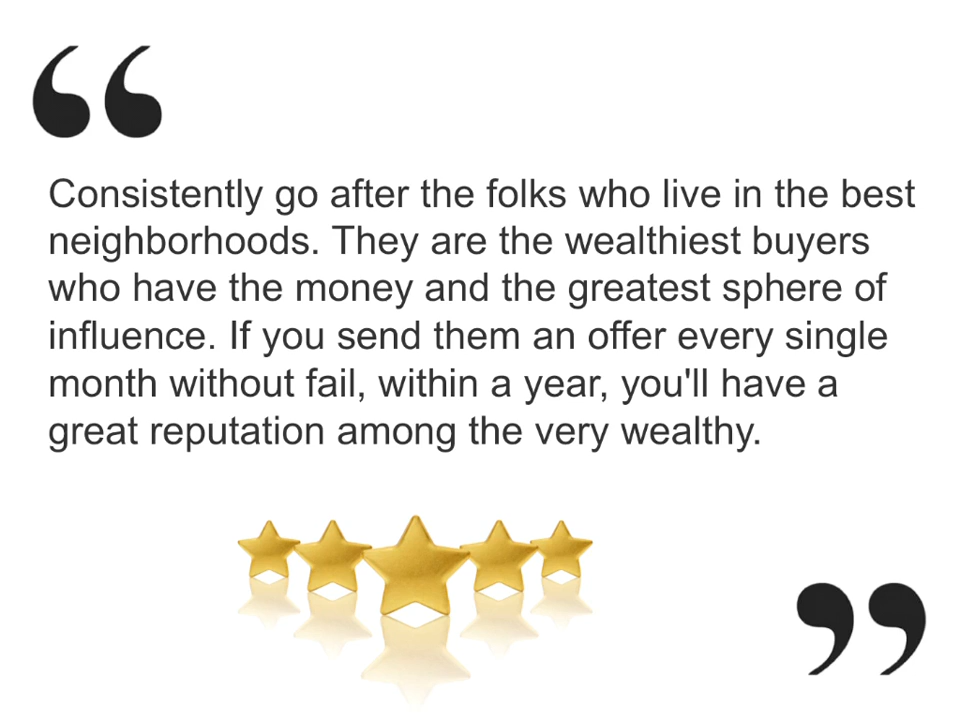 “
Consistently go after the folks who live in the best
neighborhoods. They are the wealthiest buyers
who have the money and the greatest sphere of
influence. If you send them an offer every single
month without fail, within a year, you'll have a
great reputation among the very wealthy.
”